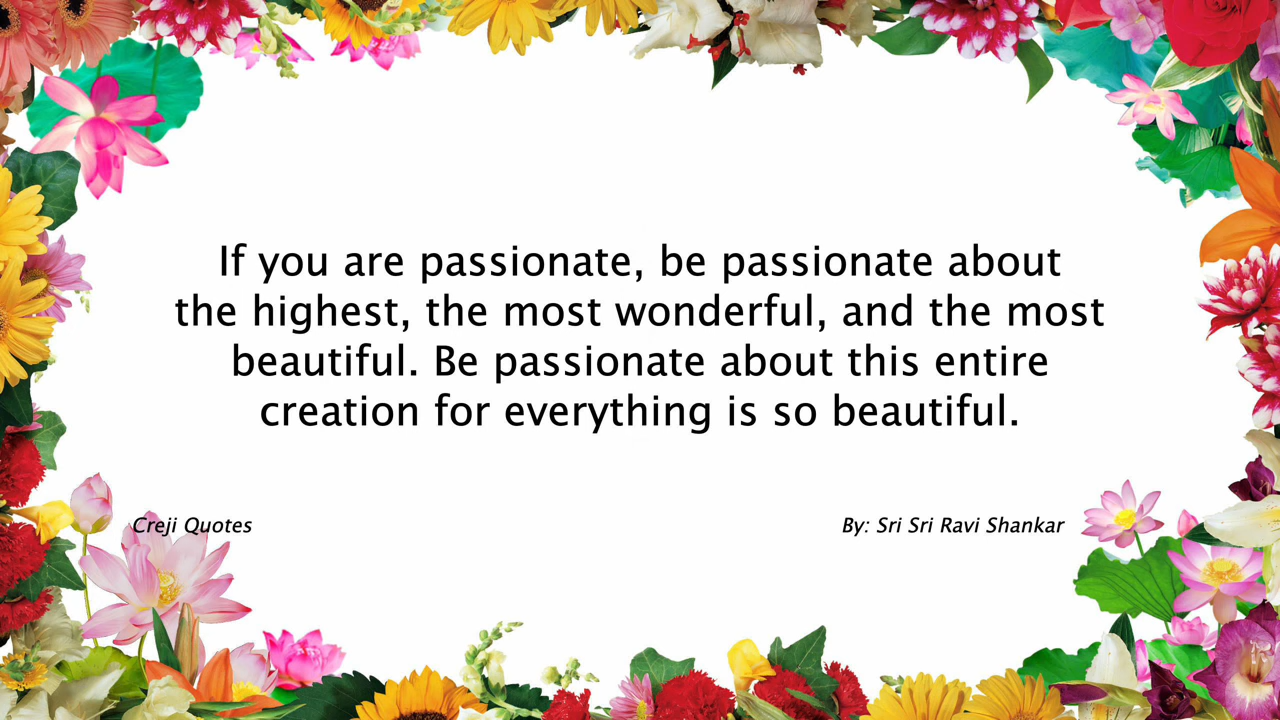 If you are passionate, be passionate about
the highest, the most wonderful, and the most
beautiful. Be passionate about this entire
creation for everything is so beautiful.
Creji Quotes
By: Sri Sri Ravi Shankar